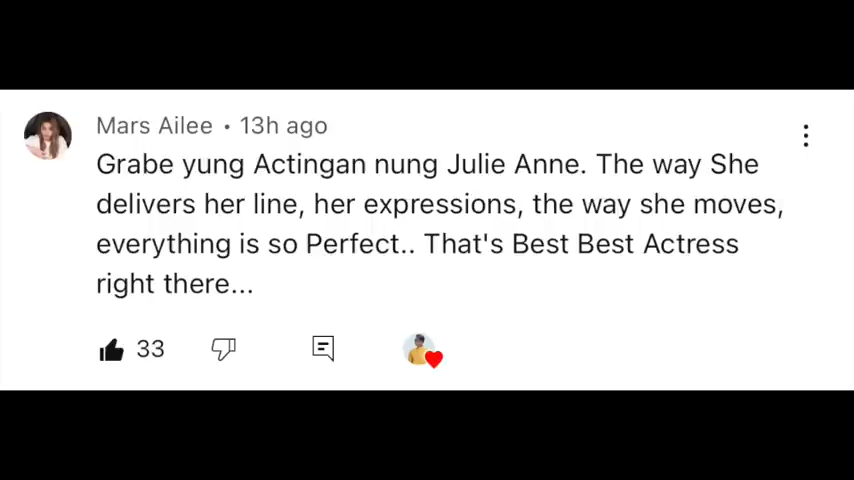 Mars Ailee • 13h ago
Grabe yung Actingan nung Julie Anne. The way She
delivers her line, her expressions, the way she moves,
everything is so Perfect.. That's Best Best Actress
right there...
33